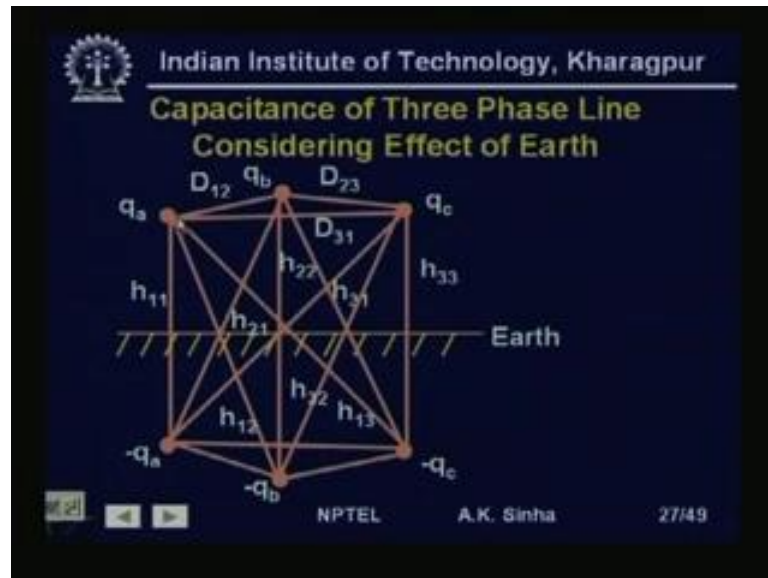 Indian Institute of Technology, Kharagpur
Capacitance of Three Phase Line
Considering Effect of Earth
D12 qb D23
qa qc
D31
h11 h22 h31 h33
h21
Earth
h12 h32 h13
-qa -qb -qc
NPTEL A.K. Sinha 27/49